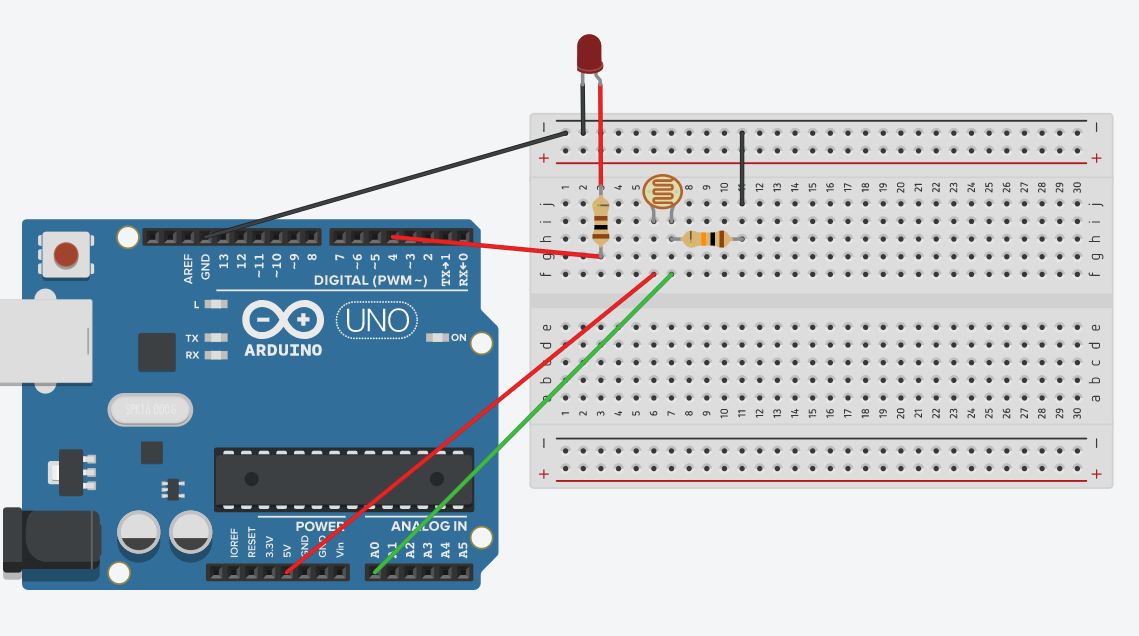 − −
+ +
1 2 3 4 5 8 9 10 11 12 13 14 15 16 17 18 19 20 21 22 23 24 25 26 27 28 29 30
j j
i i
h h
g g
f f
AREF GND 13 12 ~11 ~10 ~9 8 7 ~6 ~5 4 ~3 2 TX→1 RX←0
DIGITAL (PWM ~)
L
TX
RX
UNO
ON
ARDUINO
e e
d d
c c
b b
a a
1 2 3 4 5 6 7 8 9 10 11 12 13 14 15 16 17 18 19 20 21 22 23 24 25 26 27 28 29 30
− −
+ +
SPK16.000G
POWER
ANALOG IN
IOREF RESET 3.3V 5V GND GND Vin A0 A1 A2 A3 A4 A5